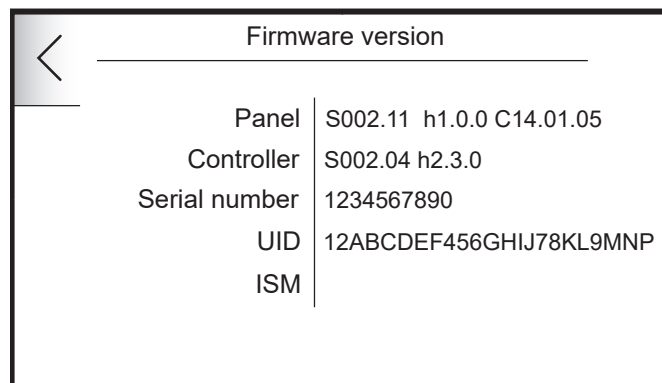 Firmware version
Panel S002.11 h1.0.0 C14.01.05
Controller S002.04 h2.3.0
Serial number 1234567890
UID 12ABCDEF456GHIJ78KL9MNP
ISM